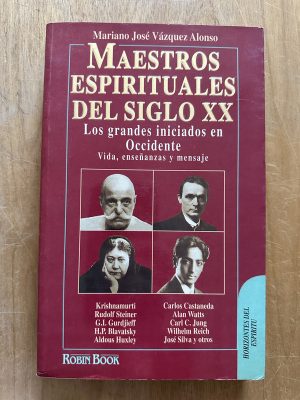 Mariano José Vázquez Alonso
MAESTROS
ESPIRITUALES
DEL SIGLO XX
Los grandes iniciados en
Occidente
Vida, enseñanzas y mensaje
Krishnamurti
Rudolf Steiner
G.I. Gurdjieff
H.P. Blavatsky
Aldous Huxley
Carlos Castaneda
Alan Watts
Carl C. Jung
Wilhelm Reich
José Silva y otros
HORIZONTES DEL
ESPÍRITU
ROBIN BOOK